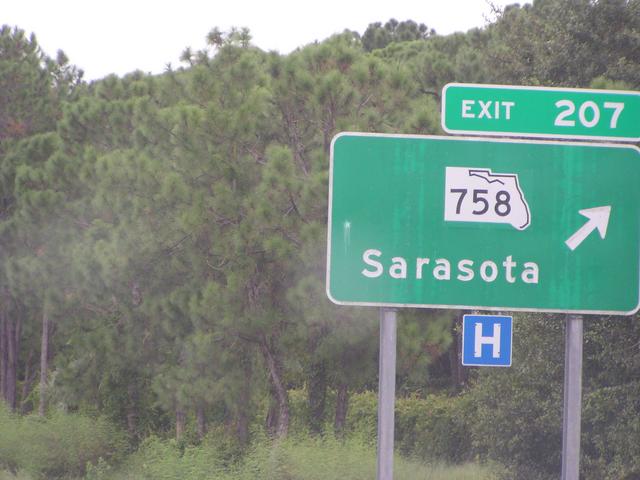 EXIT 207
758
Sarasota
H